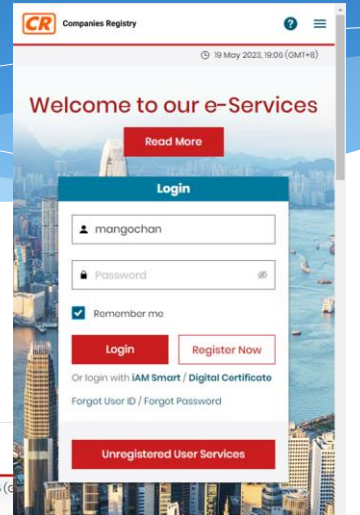 CR Companies Registry
19 May 2023, 19:06 (GMT+8)
Welcome to our e-Services
Read More
Login
mangochan
Password
Remember me
Login Register Now
Or login with iAM Smart / Digital Certificate
Forgot User ID / Forgot Password
Unregistered User Services